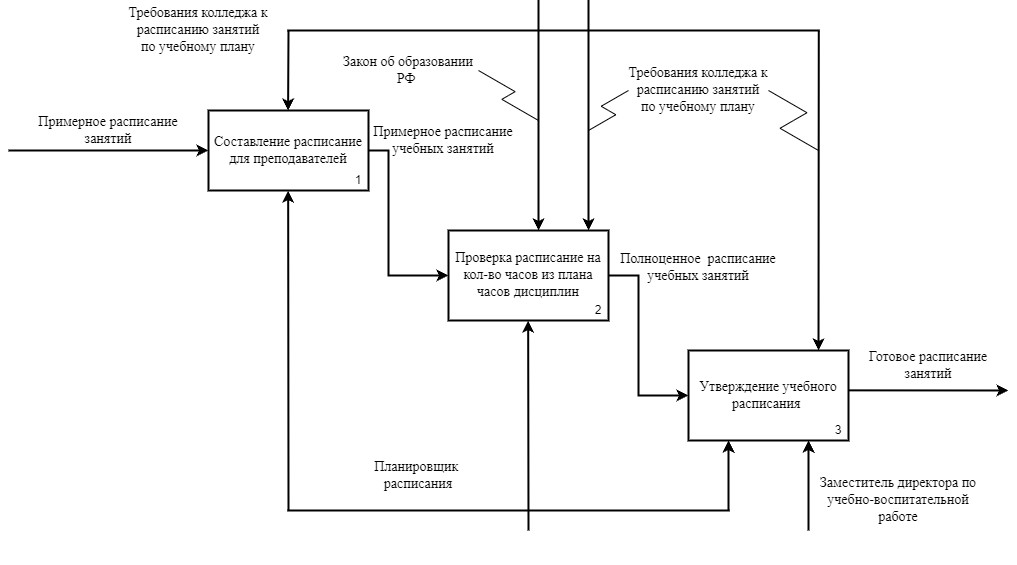 Требования колледжа к
расписанию занятий
по учебному плану
Закон об образовании
РФ
Требования колледжа к
расписанию занятий
по учебному плану
Примерное расписание
занятий
Составление расписание
для преподавателей
1
Примерное расписание
учебных занятий
Проверка расписание на
кол-во часов из плана
часов дисциплин
2
Полноценное расписание
учебных занятий
Утверждение учебного
расписания
3
Готовое расписание
занятий
Планировщик
расписания
Заместитель директора по
учебно-воспитательной
работе